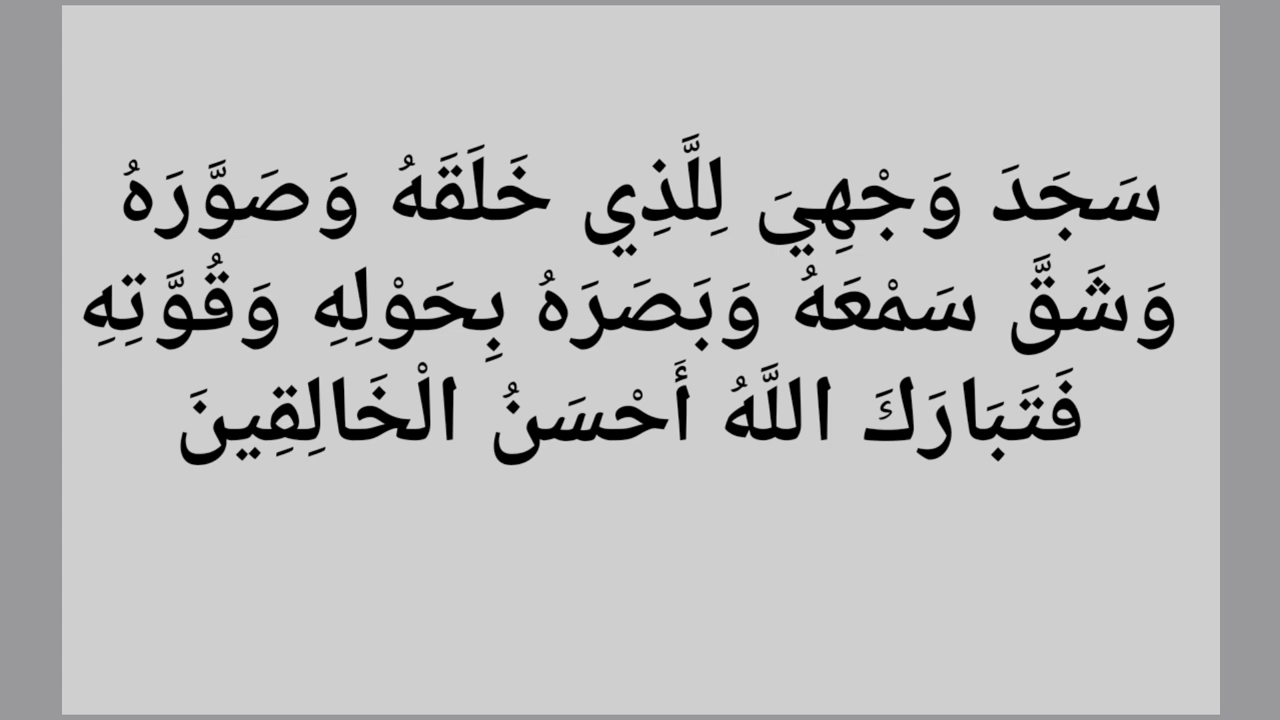 سَجَدَ وَجْهِيَ لِلَّذِي خَلَقَهُ وَصَوَّرَهُ
وَشَقَّ سَمْعَهُ وَبَصَرَهُ بِحَوْلِهِ وَقُوَّتِهِ
فَتَبَارَكَ اللَّهُ أَحْسَنُ الْخَالِقِينَ